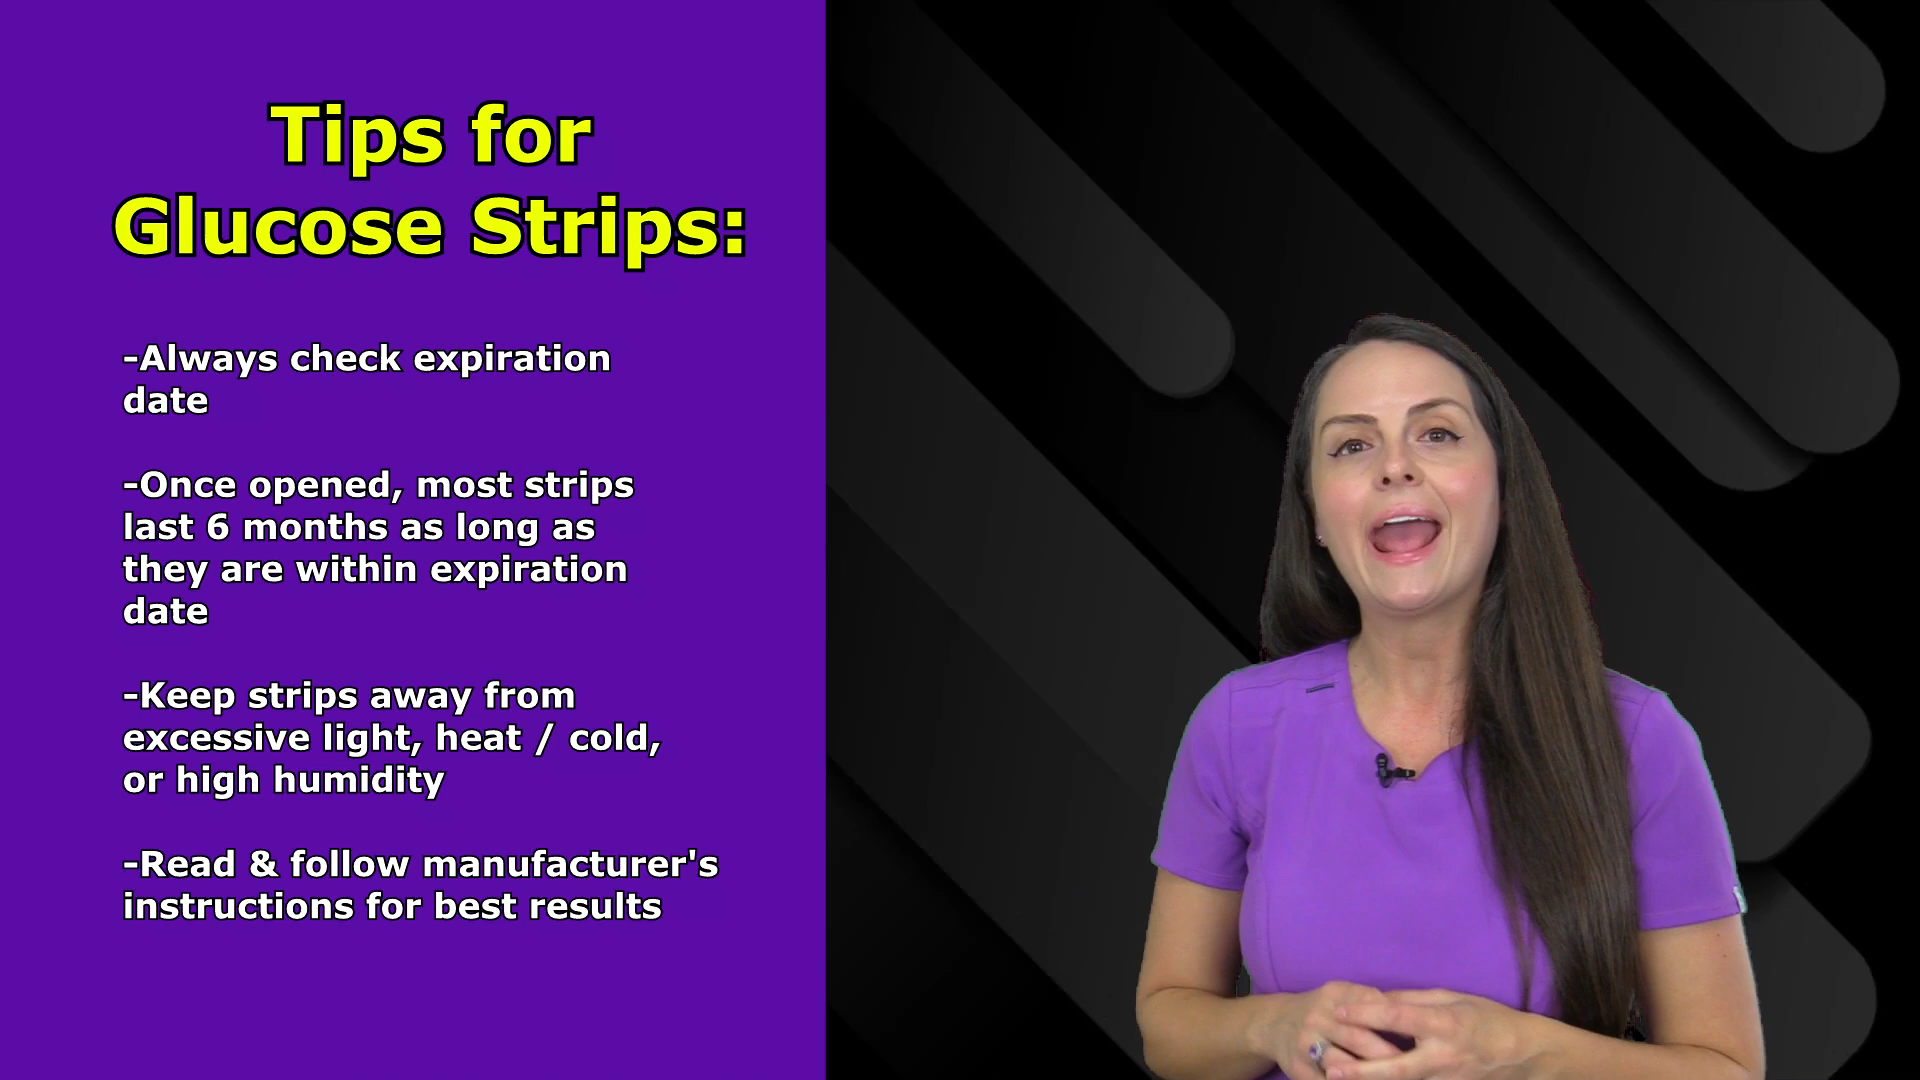 Tips for
Glucose Strips:
-Always check expiration
date
-Once opened, most strips
last 6 months as long as
they are within expiration
date
-Keep strips away from
excessive light, heat / cold,
or high humidity
-Read & follow manufacturer's
instructions for best results